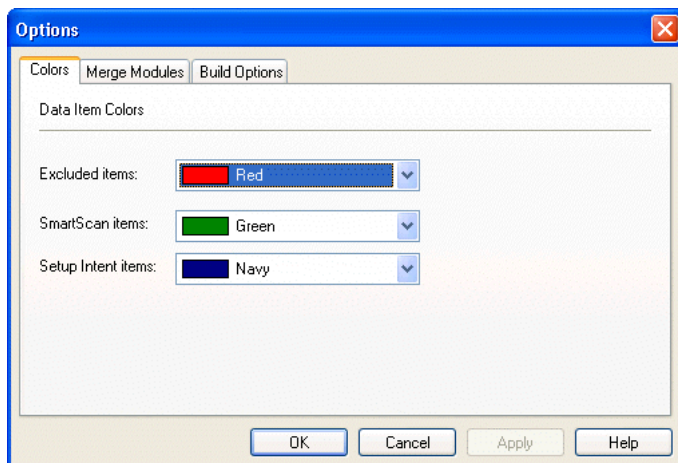 Options
Colors Merge Modules Build Options
Data Item Colors
Excluded items: Red
SmartScan items: Green
Setup Intent items: Navy
OK Cancel Apply Help